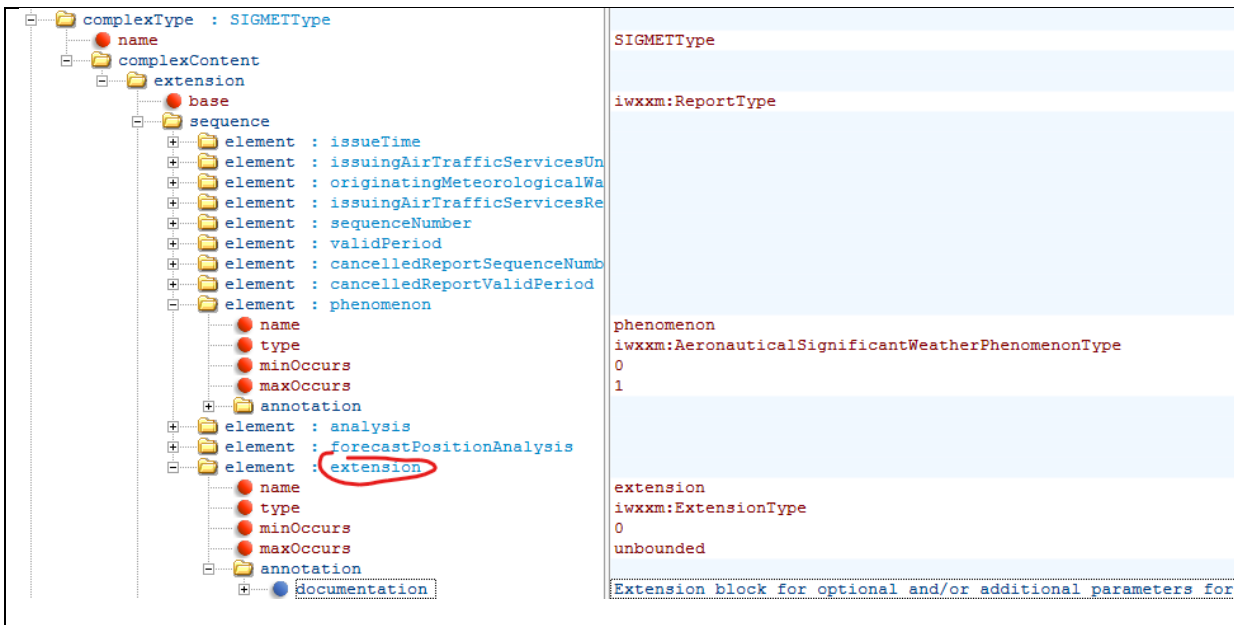 complexType : SIGMETType
name SIGMETType
complexContent
extension
base iwxxm:ReportType
sequence
element : issueTime
element : issuingAirTrafficServicesUn
element : originatingMeteorologicalWa
element : issuingAirTrafficServicesRe
element : sequenceNumber
element : validPeriod
element : cancelledReportSequenceNumb
element : cancelledReportValidPeriod
element : phenomenon
name phenomenon
type iwxxm:AeronauticalSignificantWeatherPhenomenonType
minOccurs 0
maxOccurs 1
annotation
element : analysis
element : forecastPositionAnalysis
element : extension
name extension
type iwxxm:ExtensionType
minOccurs 0
maxOccurs unbounded
annotation
documentation Extension block for optional and/or additional parameters for